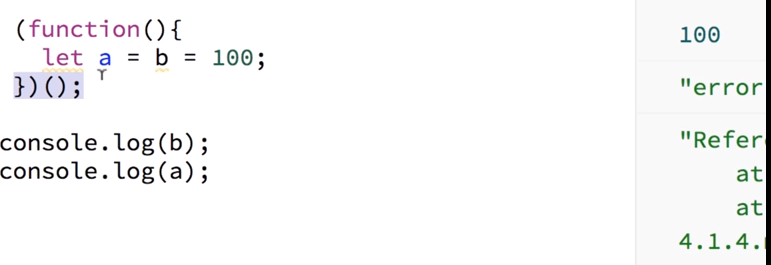 (function(){
let a = b = 100;
})();
console.log(b);
console.log(a);
100
"error
"Refer
at
at
4.1.4.